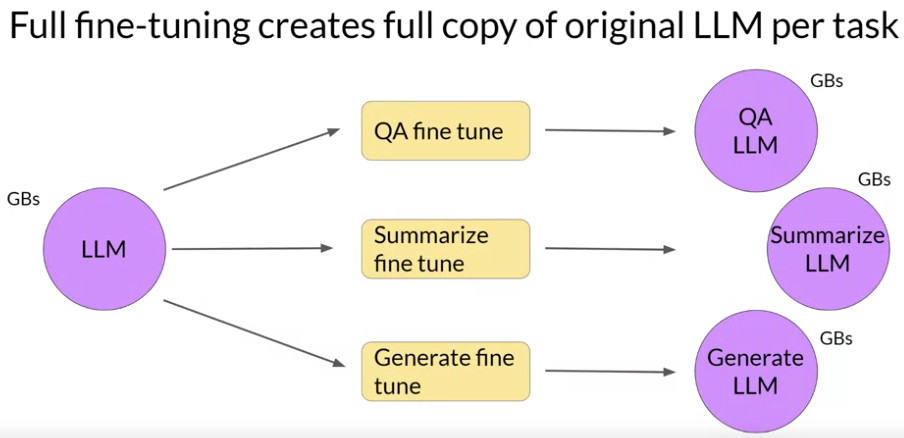 Full fine-tuning creates full copy of original LLM per task
GBs
LLM
QA fine tune
GBs
QA
LLM
Summarize
fine tune
GBs
Summarize
LLM
Generate fine
tune
GBs
Generate
LLM